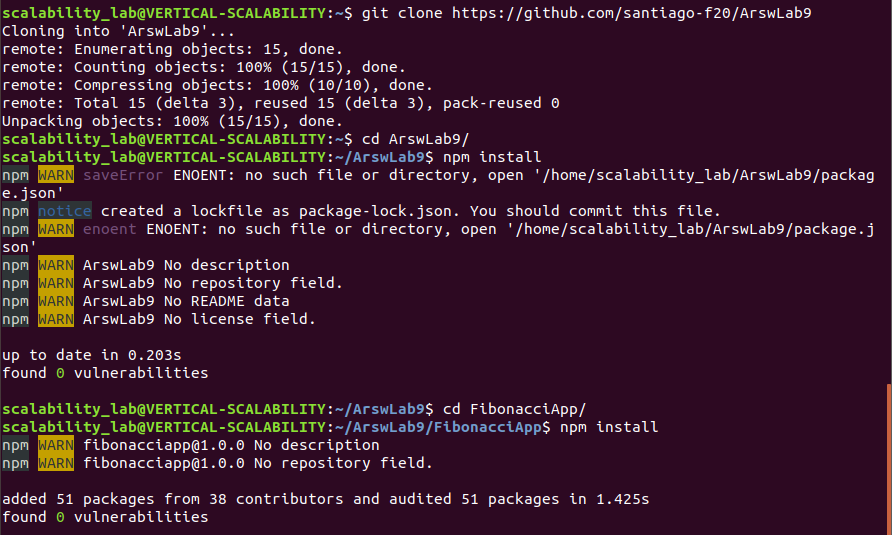 scalability_lab@VERTICAL-SCALABILITY:~$ git clone https://github.com/santiago-f20/ArswLab9
Cloning into 'ArswLab9'...
remote: Enumerating objects: 15, done.
remote: Counting objects: 100% (15/15), done.
remote: Compressing objects: 100% (10/10), done.
remote: Total 15 (delta 3), reused 15 (delta 3), pack-reused 0
Unpacking objects: 100% (15/15), done.
scalability_lab@VERTICAL-SCALABILITY:~$ cd ArswLab9/
scalability_lab@VERTICAL-SCALABILITY:~/ArswLab9$ npm install
npm WARN saveError ENOENT: no such file or directory, open '/home/scalability_lab/ArswLab9/packag
e.json'
npm notice created a lockfile as package-lock.json. You should commit this file.
npm WARN enoent ENOENT: no such file or directory, open '/home/scalability_lab/ArswLab9/package.j
son'
npm WARN ArswLab9 No description
npm WARN ArswLab9 No repository field.
npm WARN ArswLab9 No README data
npm WARN ArswLab9 No license field.
up to date in 0.203s
found 0 vulnerabilities
scalability_lab@VERTICAL-SCALABILITY:~/ArswLab9$ cd FibonacciApp/
scalability_lab@VERTICAL-SCALABILITY:~/ArswLab9/FibonacciApp$ npm install
npm WARN fibonacciapp@1.0.0 No description
npm WARN fibonacciapp@1.0.0 No repository field.
added 51 packages from 38 contributors and audited 51 packages in 1.425s
found 0 vulnerabilities